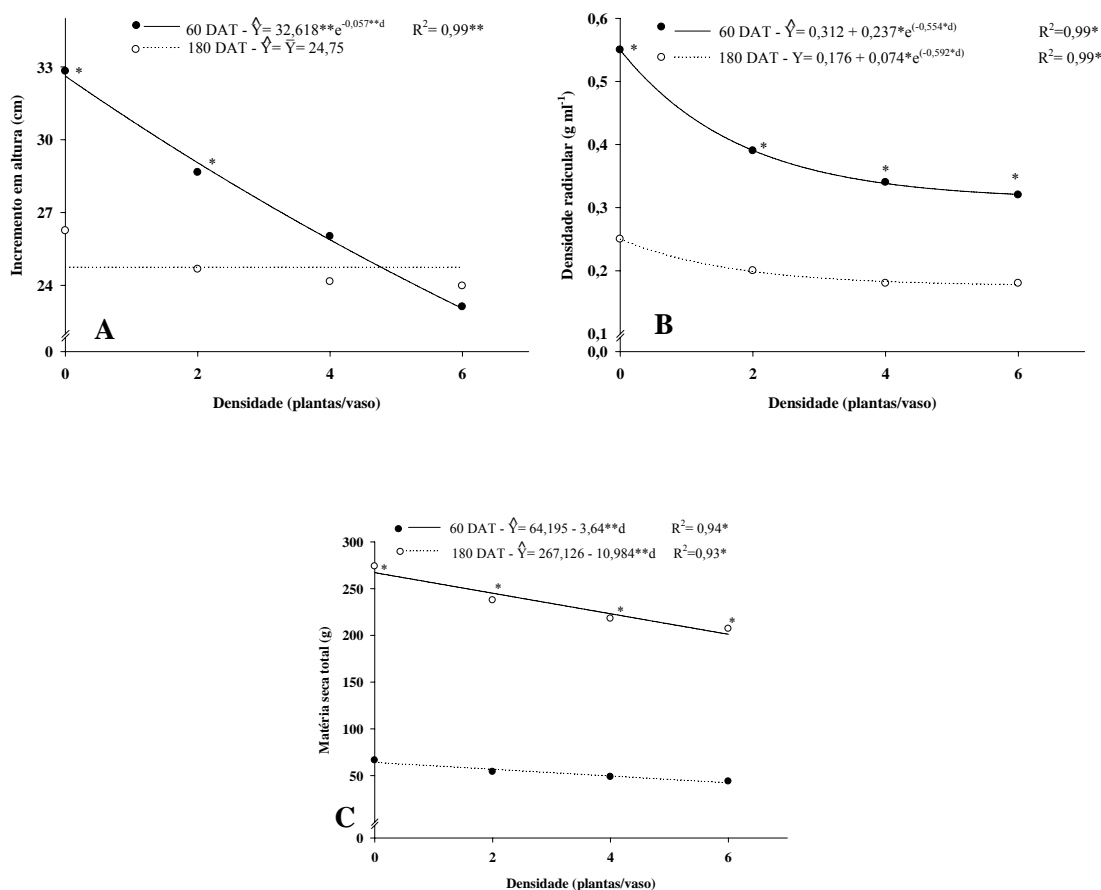 60 DAT - Ŷ= 32,618**e^-0,057**d R²= 0,99**
180 DAT - Ŷ= Y̅= 24,75
33
30
27
24
0
*
*
Incremento em altura (cm)
A
0 2 4 6
Densidade (plantas/vaso)
60 DAT - Ŷ= 0,312 + 0,237*e^(-0,554*d) R²=0,99*
180 DAT - Y= 0,176 + 0,074*e^(-0,592*d) R²= 0,99*
0,6
0,5
0,4
0,3
0,2
0,1
0,0
*
*
*
*
Densidade radicular (g ml⁻¹)
B
0 2 4 6
Densidade (plantas/vaso)
60 DAT - Ŷ= 64,195 - 3,64**d R²= 0,94*
180 DAT - Ŷ= 267,126 - 10,984**d R²=0,93*
300
250
200
150
100
50
0
*
*
*
*
Matéria seca total (g)
C
0 2 4 6
Densidade (plantas/vaso)